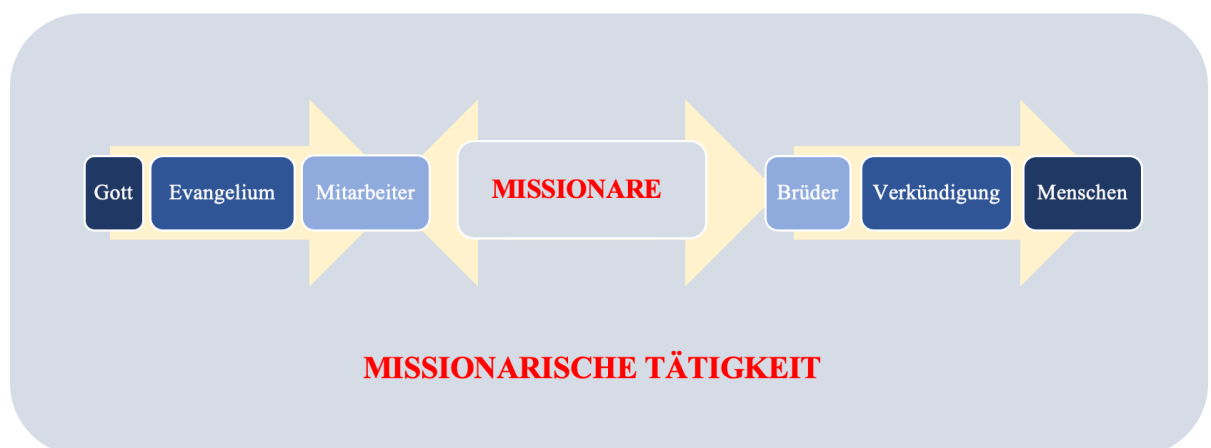 Gott
Evangelium
Mitarbeiter
MISSIONARE
Brüder
Verkündigung
Menschen
MISSIONARISCHE TÄTIGKEIT